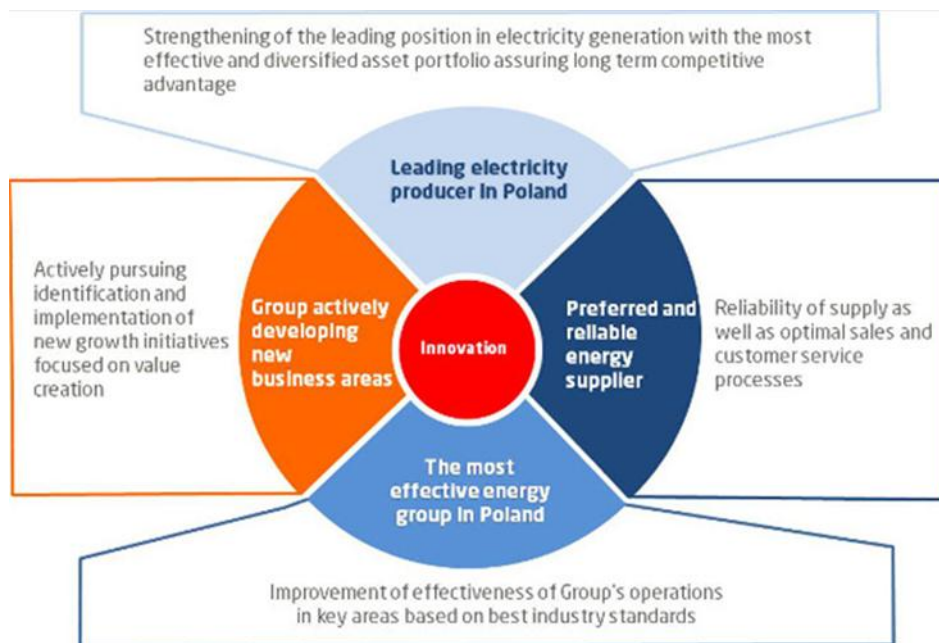 Strengthening of the leading position in electricity generation with the most
effective and diversified asset portfolio assuring long term competitive
advantage
Leading electricity
producer in Poland
Actively pursuing
identification and
implementation of
new growth initiatives
focused on value
creation
Group actively
developing
new
business areas
Innovation
Preferred and
reliable
energy
supplier
Reliability of supply as
well as optimal sales and
customer service
processes
The most
effective energy
group in Poland
Improvement of effectiveness of Group's operations
in key areas based on best industry standards